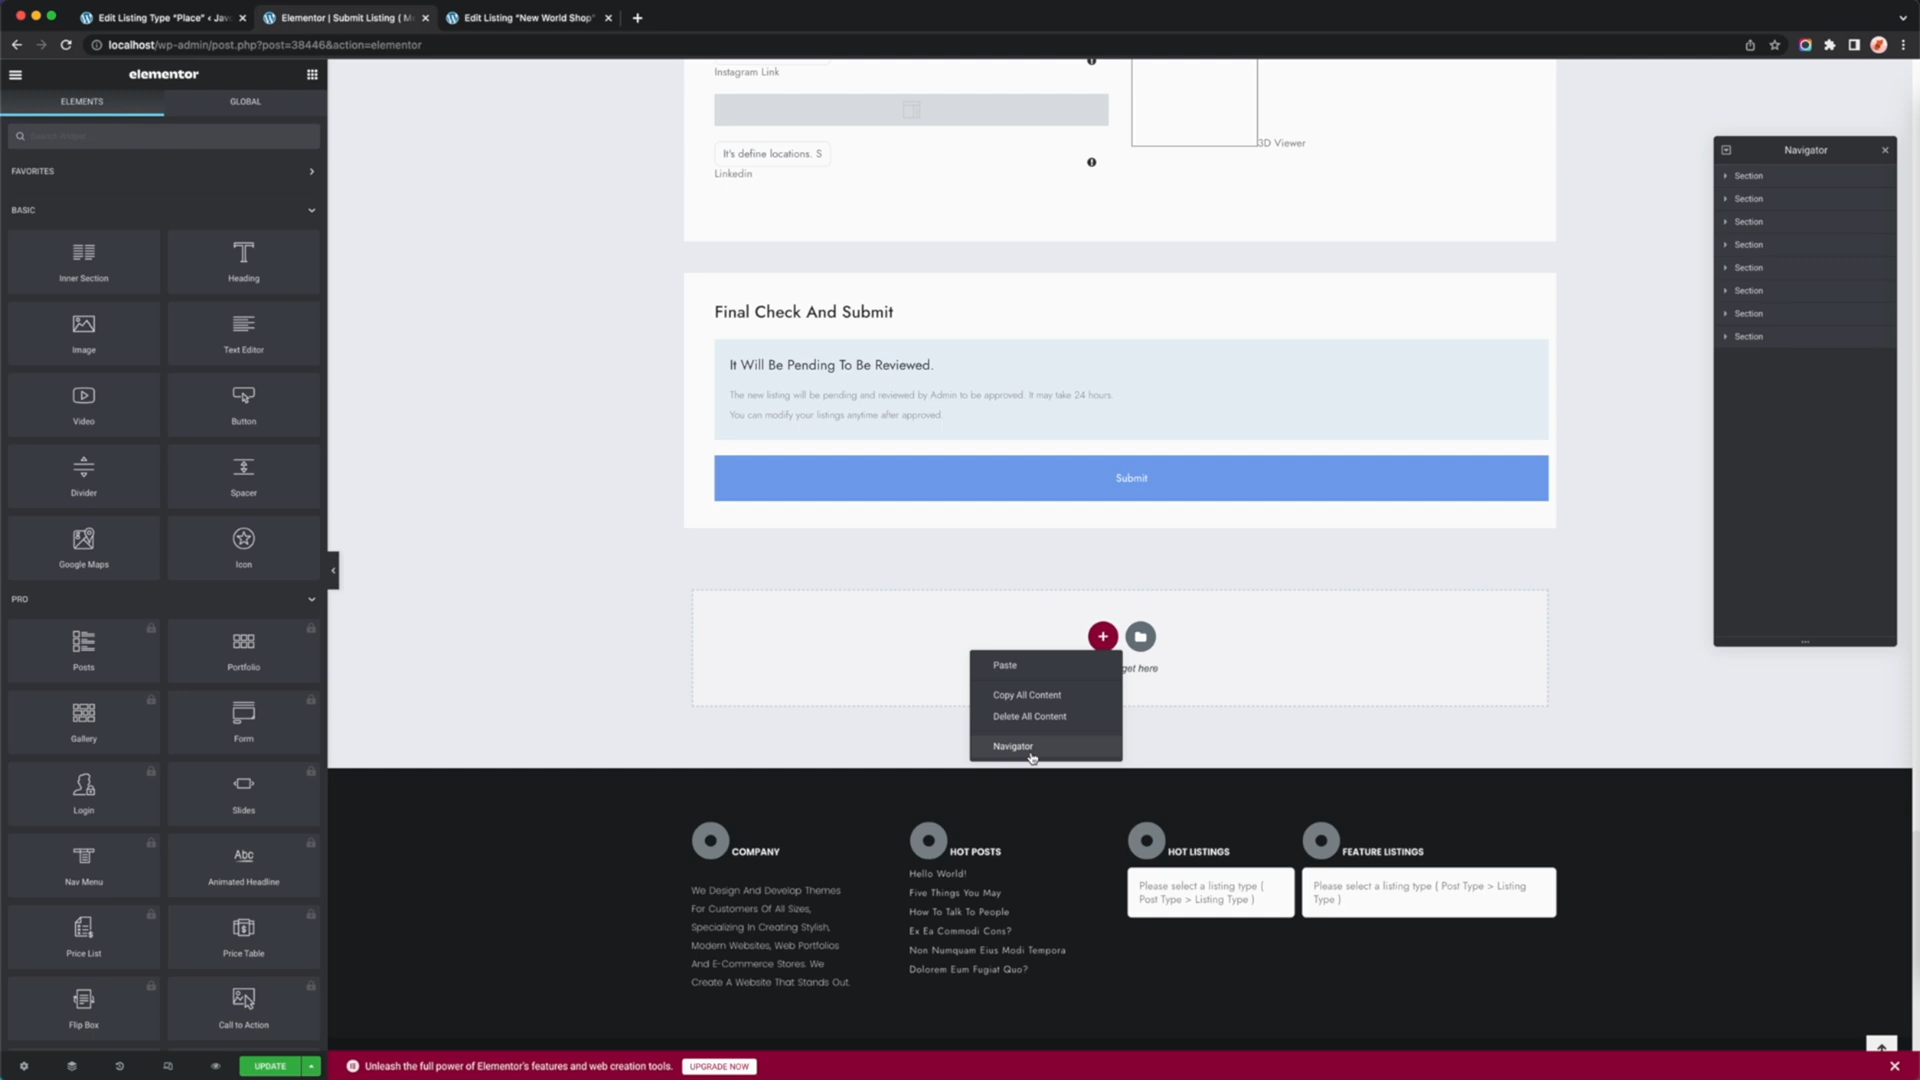 Edit Listing Type "Place" ‹ Jav
Elementor | Submit Listing ( M
Edit Listing "New World Shop"
localhost/wp-admin/post.php?post=38446&action=elementor
elementor
ELEMENTS
GLOBAL
Search Widget...
FAVORITES
BASIC
Inner Section
Heading
Image
Text Editor
Video
Button
Divider
Spacer
Google Maps
Icon
PRO
Posts
Portfolio
Gallery
Form
Login
Slides
Nav Menu
Abc
Animated Headline
Price List
Price Table
Flip Box
Call to Action
UPDATE
Instagram Link
It's define locations. S
Linkedin
3D Viewer
Final Check And Submit
It Will Be Pending To Be Reviewed.
The new listing will be pending and reviewed by Admin to be approved. It may take 24 hours.
You can modify your listings anytime after approved.
Submit
get here
Paste
Copy All Content
Delete All Content
Navigator
Navigator
Section
Section
Section
Section
Section
Section
Section
Section
COMPANY
We Design And Develop Themes
For Customers Of All Sizes,
Specializing In Creating Stylish,
Modern Websites, Web Portfolios
And E-Commerce Stores. We
Create A Website That Stands Out.
HOT POSTS
Hello World!
Five Things You May
How To Talk To People
Ex Ea Commodi Cons?
Non Numquam Eius Modi Tempora
Dolorem Eum Fugiat Quo?
HOT LISTINGS
Please select a listing type (
Post Type > Listing Type )
FEATURE LISTINGS
Please select a listing type ( Post Type > Listing
Type )
Unleash the full power of Elementor's features and web creation tools.
UPGRADE NOW